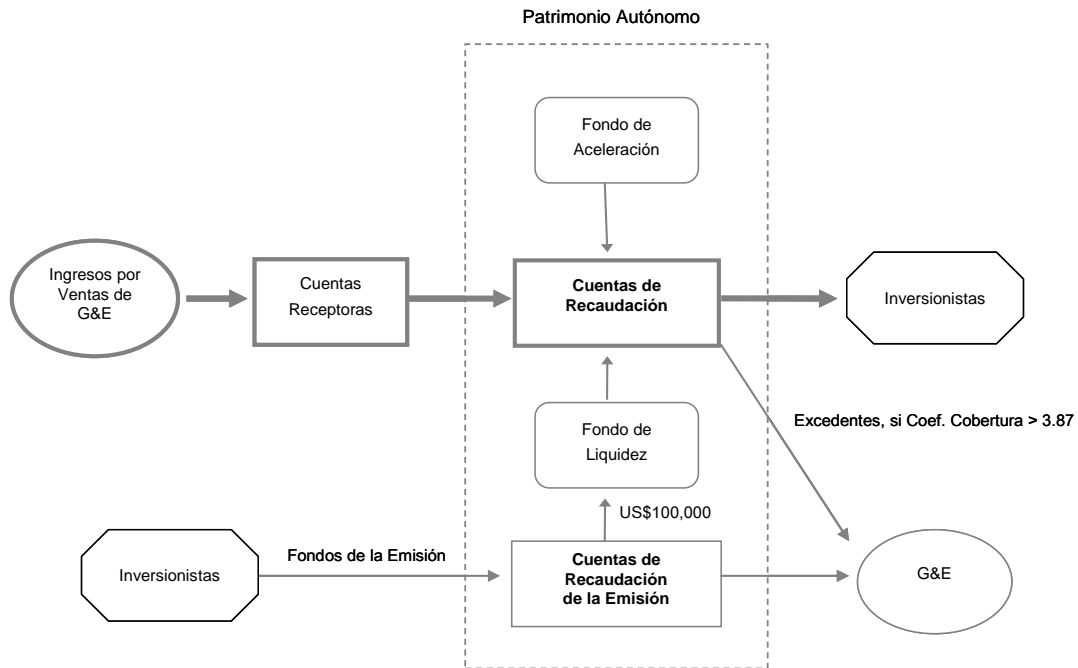 Patrimonio Autónomo
Fondo de
Aceleración
Ingresos por
Ventas de
G&E
Cuentas
Receptoras
Cuentas de
Recaudación
Inversionistas
Excedentes, si Coef. Cobertura > 3.87
Fondo de
Liquidez
US$100,000
Inversionistas
Fondos de la Emisión
Cuentas de
Recaudación
de la Emisión
G&E